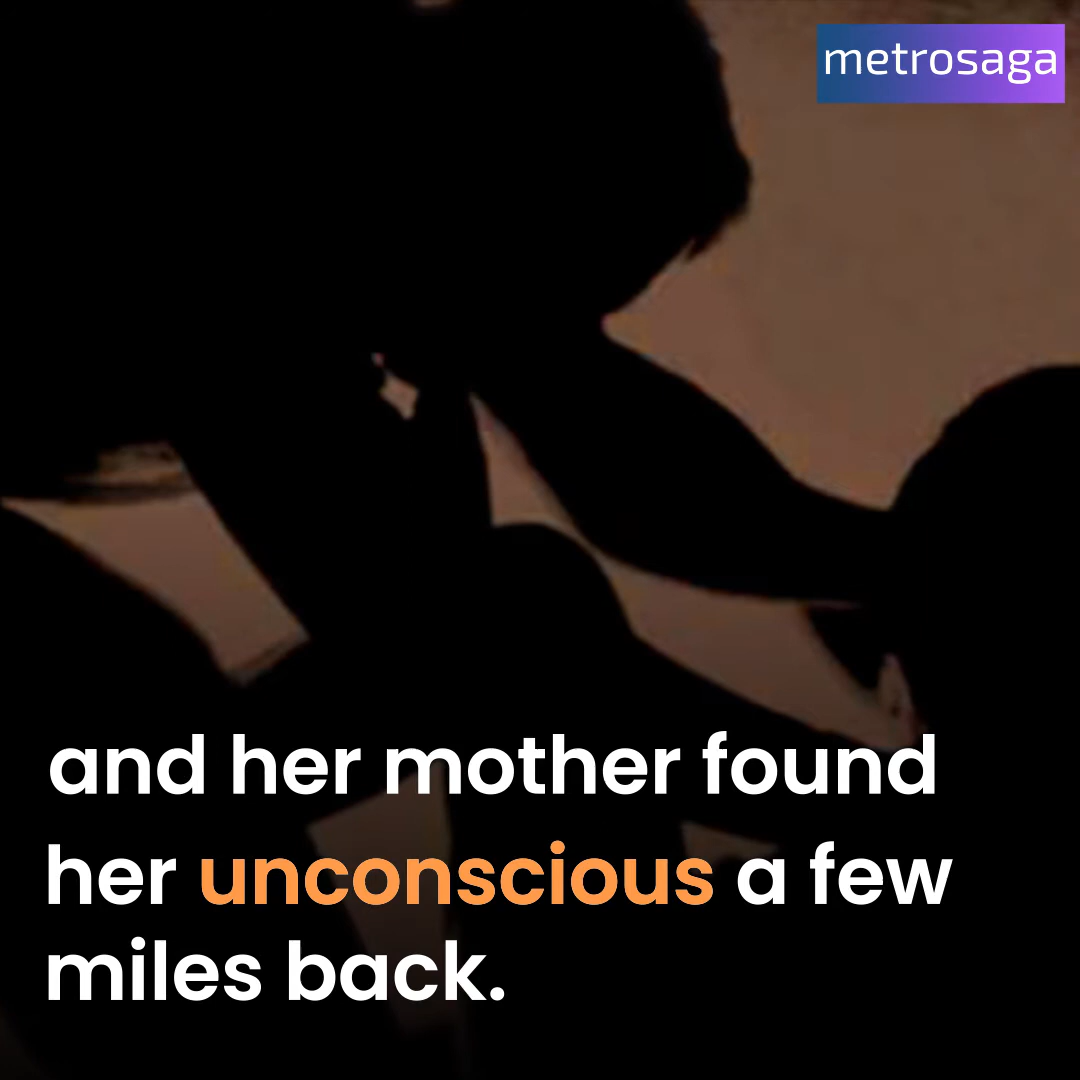 metrosaga
and her mother found
her unconscious a few
miles back.